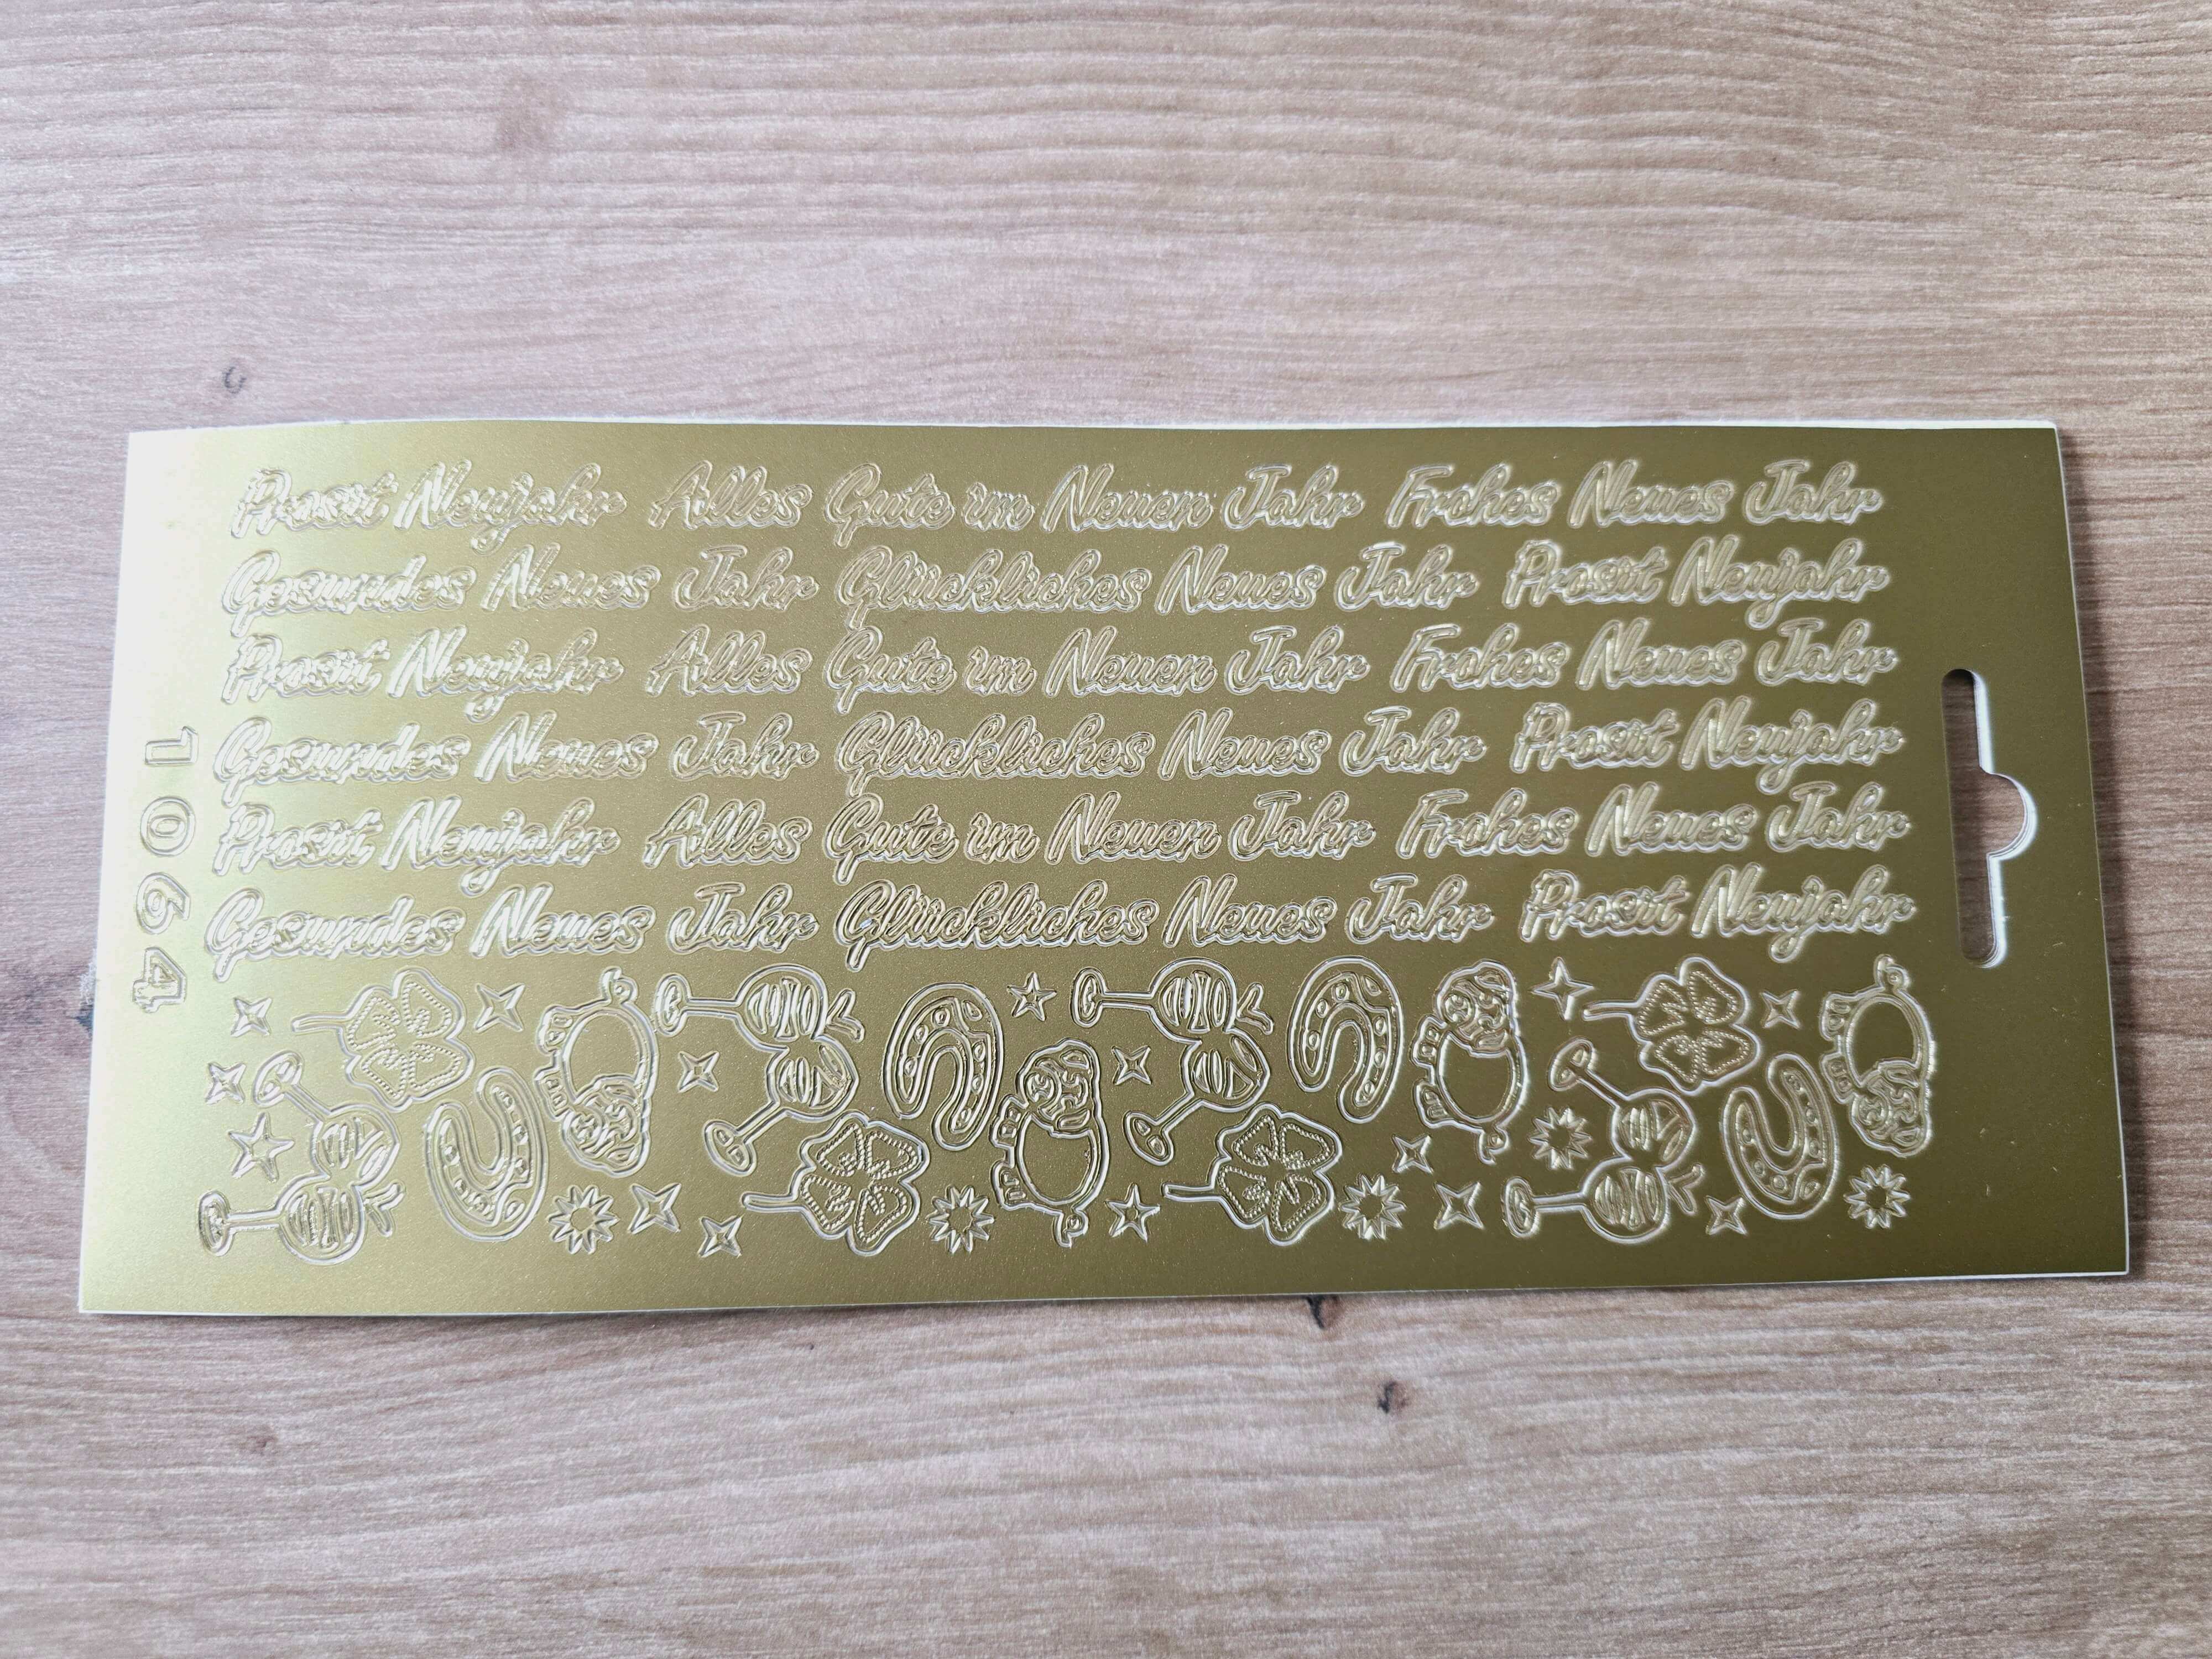 Prosit Neujahr Alles Gute im Neuen Jahr Frohes Neues Jahr
Gesundes Neues Jahr Glückliches Neues Jahr Prosit Neujahr
Prosit Neujahr Alles Gute im Neuen Jahr Frohes Neues Jahr
Gesundes Neues Jahr Glückliches Neues Jahr Prosit Neujahr
Prosit Neujahr Alles Gute im Neuen Jahr Frohes Neues Jahr
Gesundes Neues Jahr Glückliches Neues Jahr Prosit Neujahr
1064